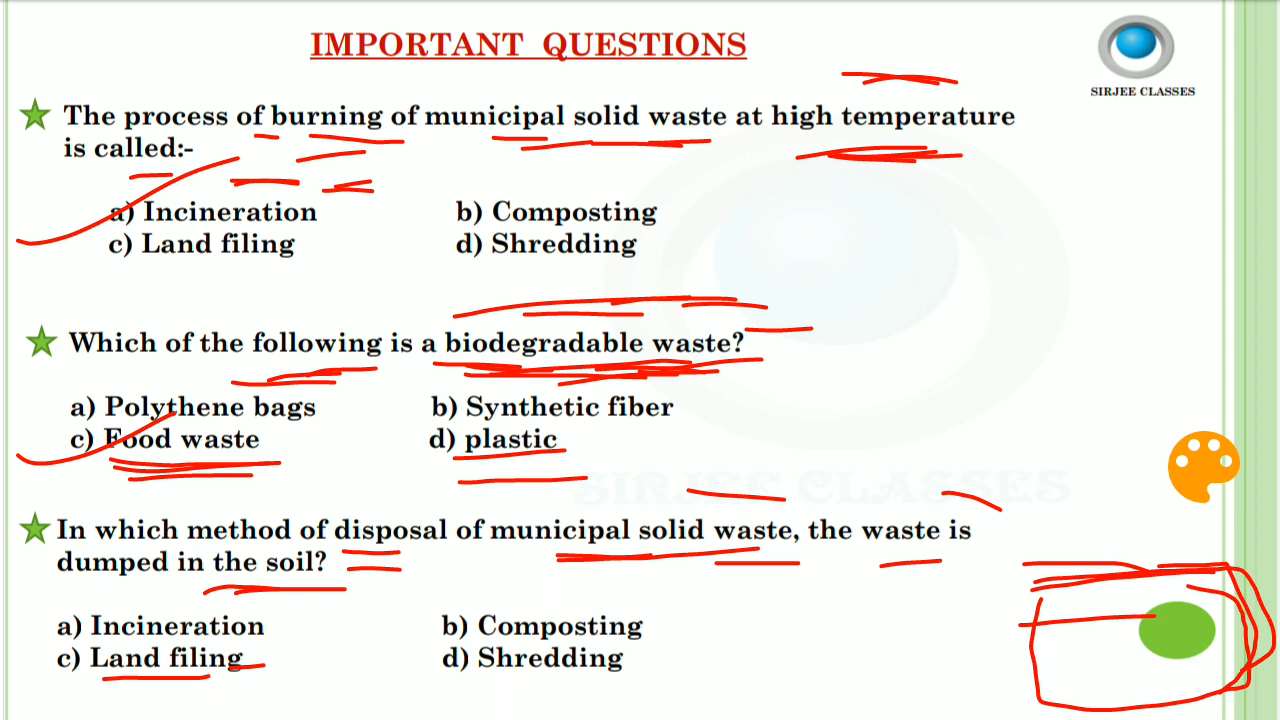 IMPORTANT QUESTIONS
SIRJEE CLASSES
The process of burning of municipal solid waste at high temperature
is called:-
a) Incineration b) Composting
c) Land filing d) Shredding
Which of the following is a biodegradable waste?
a) Polythene bags b) Synthetic fiber
c) Food waste d) plastic
SIRJEE CLASSES
In which method of disposal of municipal solid waste, the waste is
dumped in the soil?
a) Incineration b) Composting
c) Land filing d) Shredding